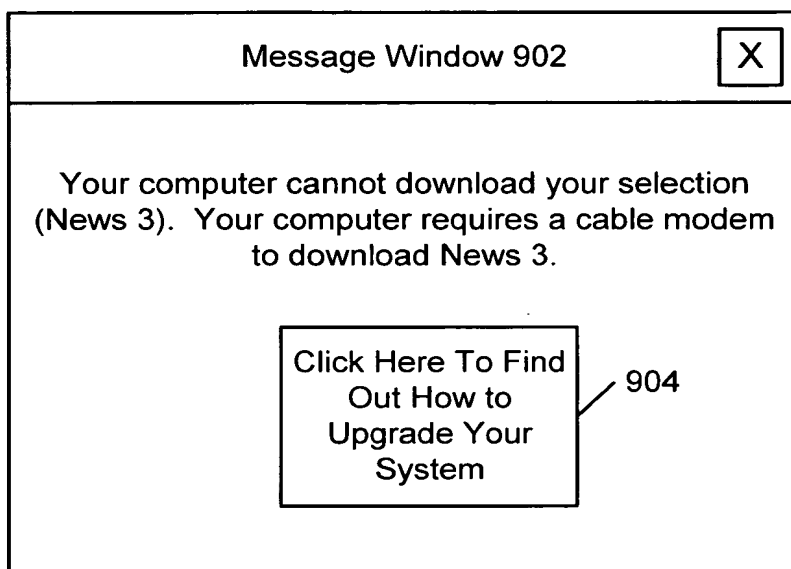 Message Window 902
X
Your computer cannot download your selection
(News 3). Your computer requires a cable modem
to download News 3.
Click Here To Find
Out How to
Upgrade Your
System
904